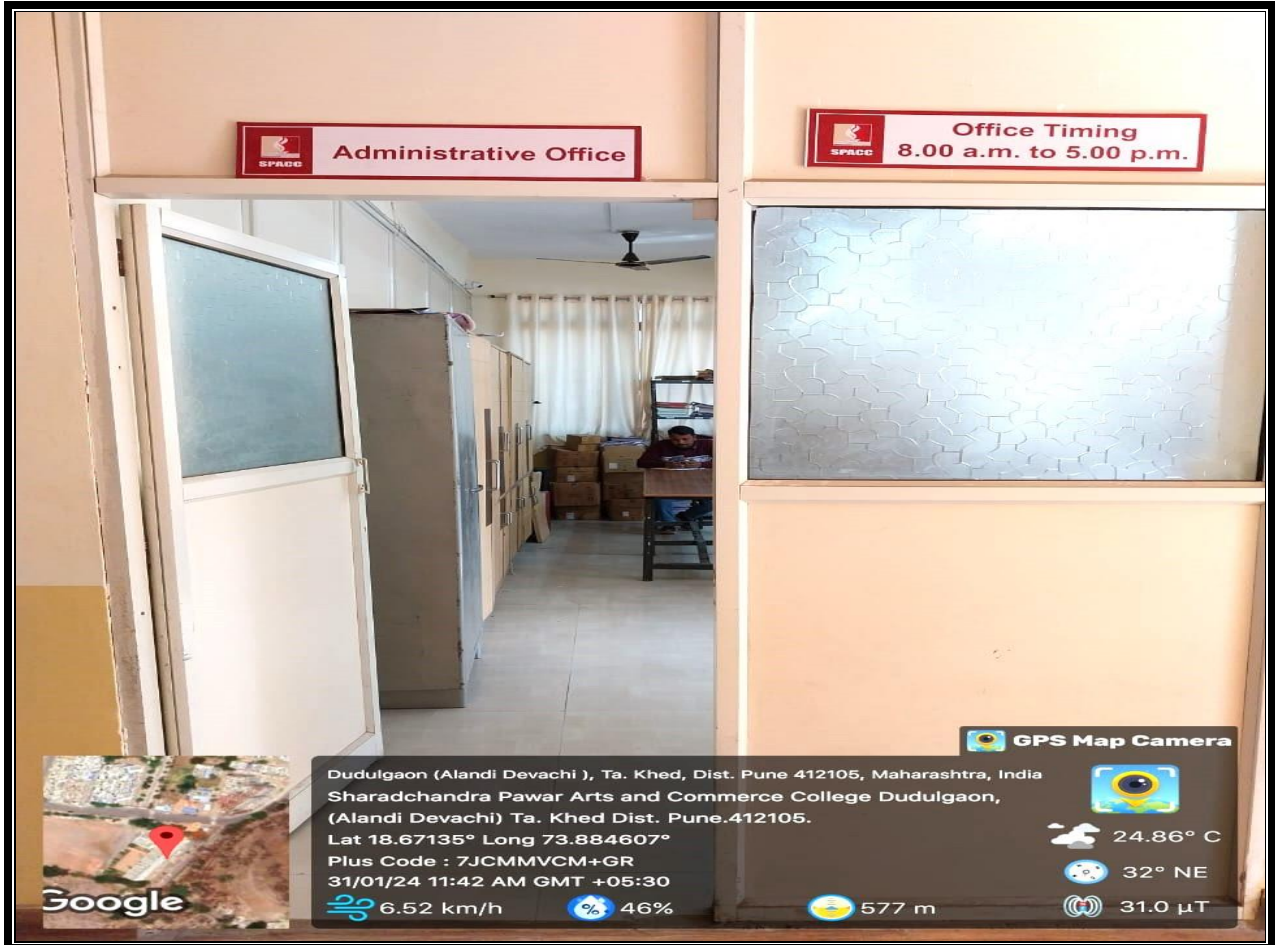 SPACC
Administrative Office
SPACC
Office Timing
8.00 a.m. to 5.00 p.m.
GPS Map Camera
Dudulgaon (Alandi Devachi ), Ta. Khed, Dist. Pune 412105, Maharashtra, India
Sharadchandra Pawar Arts and Commerce College Dudulgaon,
(Alandi Devachi) Ta. Khed Dist. Pune.412105.
Lat 18.67135° Long 73.884607°
Plus Code : 7JCMMVCM+GR
31/01/24 11:42 AM GMT +05:30
6.52 km/h
% 46%
577 m
24.86° C
32° NE
31.0 µT
Google